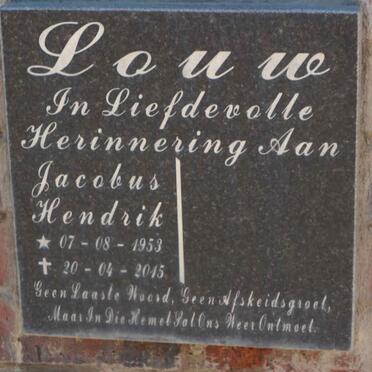 Louw
In Liefdevolle
Herinnering Aan
Jacobus
Hendrik
★ 07-08-1953
✝ 20-04-2015
Geen Laaste Woord, Geen Afskeidsgroet,
Maar In Die Hemel Sal Ons Weer Ontmoet.